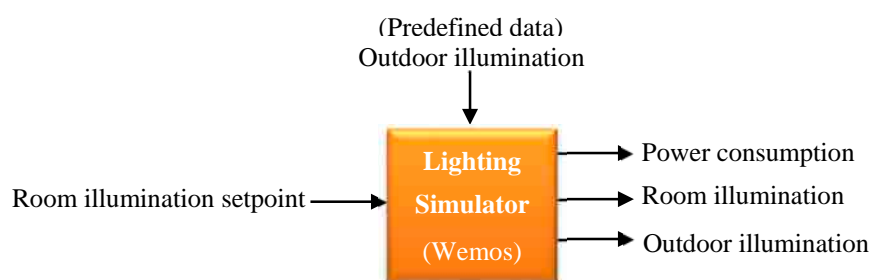 (Predefined data)
Outdoor illumination
Room illumination setpoint
Lighting
Simulator
(Wemos)
Power consumption
Room illumination
Outdoor illumination